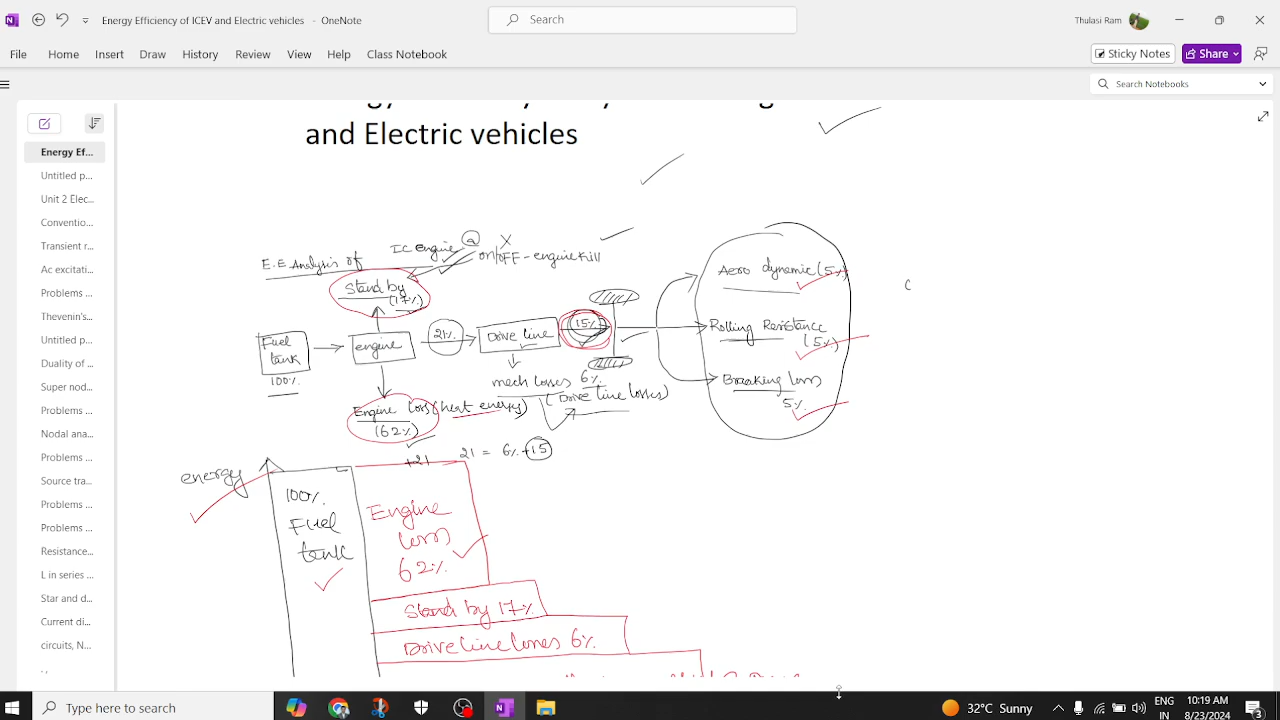 Energy Efficiency of ICEV and Electric vehicles - OneNote
Search
Thulasi Ram
File Home Insert Draw History Review View Help Class Notebook
Sticky Notes
Share
Search Notebooks
Energy Ef...
Untitled p...
Unit 2 Elec...
Conventio...
Transient r...
Ac excitati...
Problems ...
Thevenin's...
Untitled p...
Duality of ...
Super nod...
Problems ...
Nodal ana...
Problems ...
Source tra...
Problems ...
Problems ...
Resistance...
L in series ...
Star and d...
Current di...
circuits, N...
and Electric vehicles
E.E Analysis of IC engine @ X
on/OFF - engine kill
Stand by
(17%)
Fuel tank
100%
engine
21%
Drive line
15%
mech losses 6%
(Drive line losses)
Engine loss (heat energy)
(62%)
+21
21 = 6% +15
Aero dynamic (5%)
Rolling Resistance
(5%)
Breaking loss
5%
energy
100%
Fuel
tank
Engine
loss
62%
Stand by 17%
Drive line losses 6%
Type here to search
32°C Sunny
ENG
IN
10:19 AM
8/23/2024
3